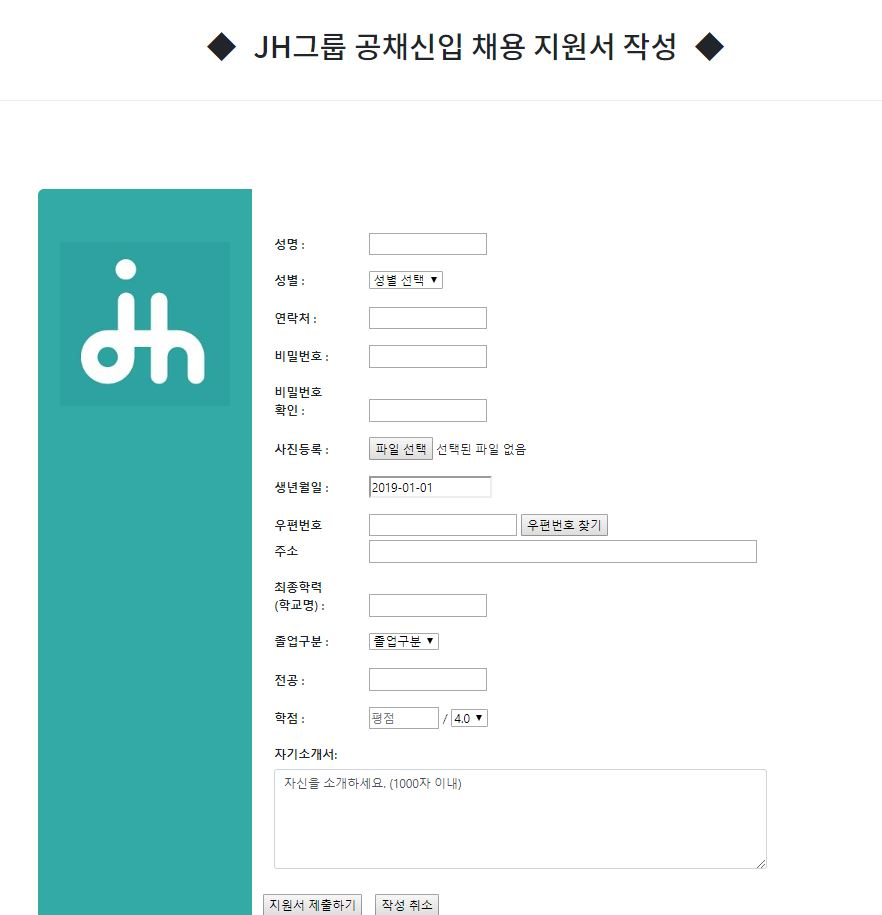 ◆ JH그룹 공채신입 채용 지원서 작성 ◆
jh
성명 :
성별 : 성별 선택 ▼
연락처 :
비밀번호 :
비밀번호
확인 :
사진등록 : 파일 선택 선택된 파일 없음
생년월일 : 2019-01-01
우편번호 우편번호 찾기
주소
최종학력
(학교명) :
졸업구분 : 졸업구분 ▼
전공 :
학점 : 평점 / 4.0 ▼
자기소개서:
자신을 소개하세요. (1000자 이내)
지원서 제출하기 작성 취소